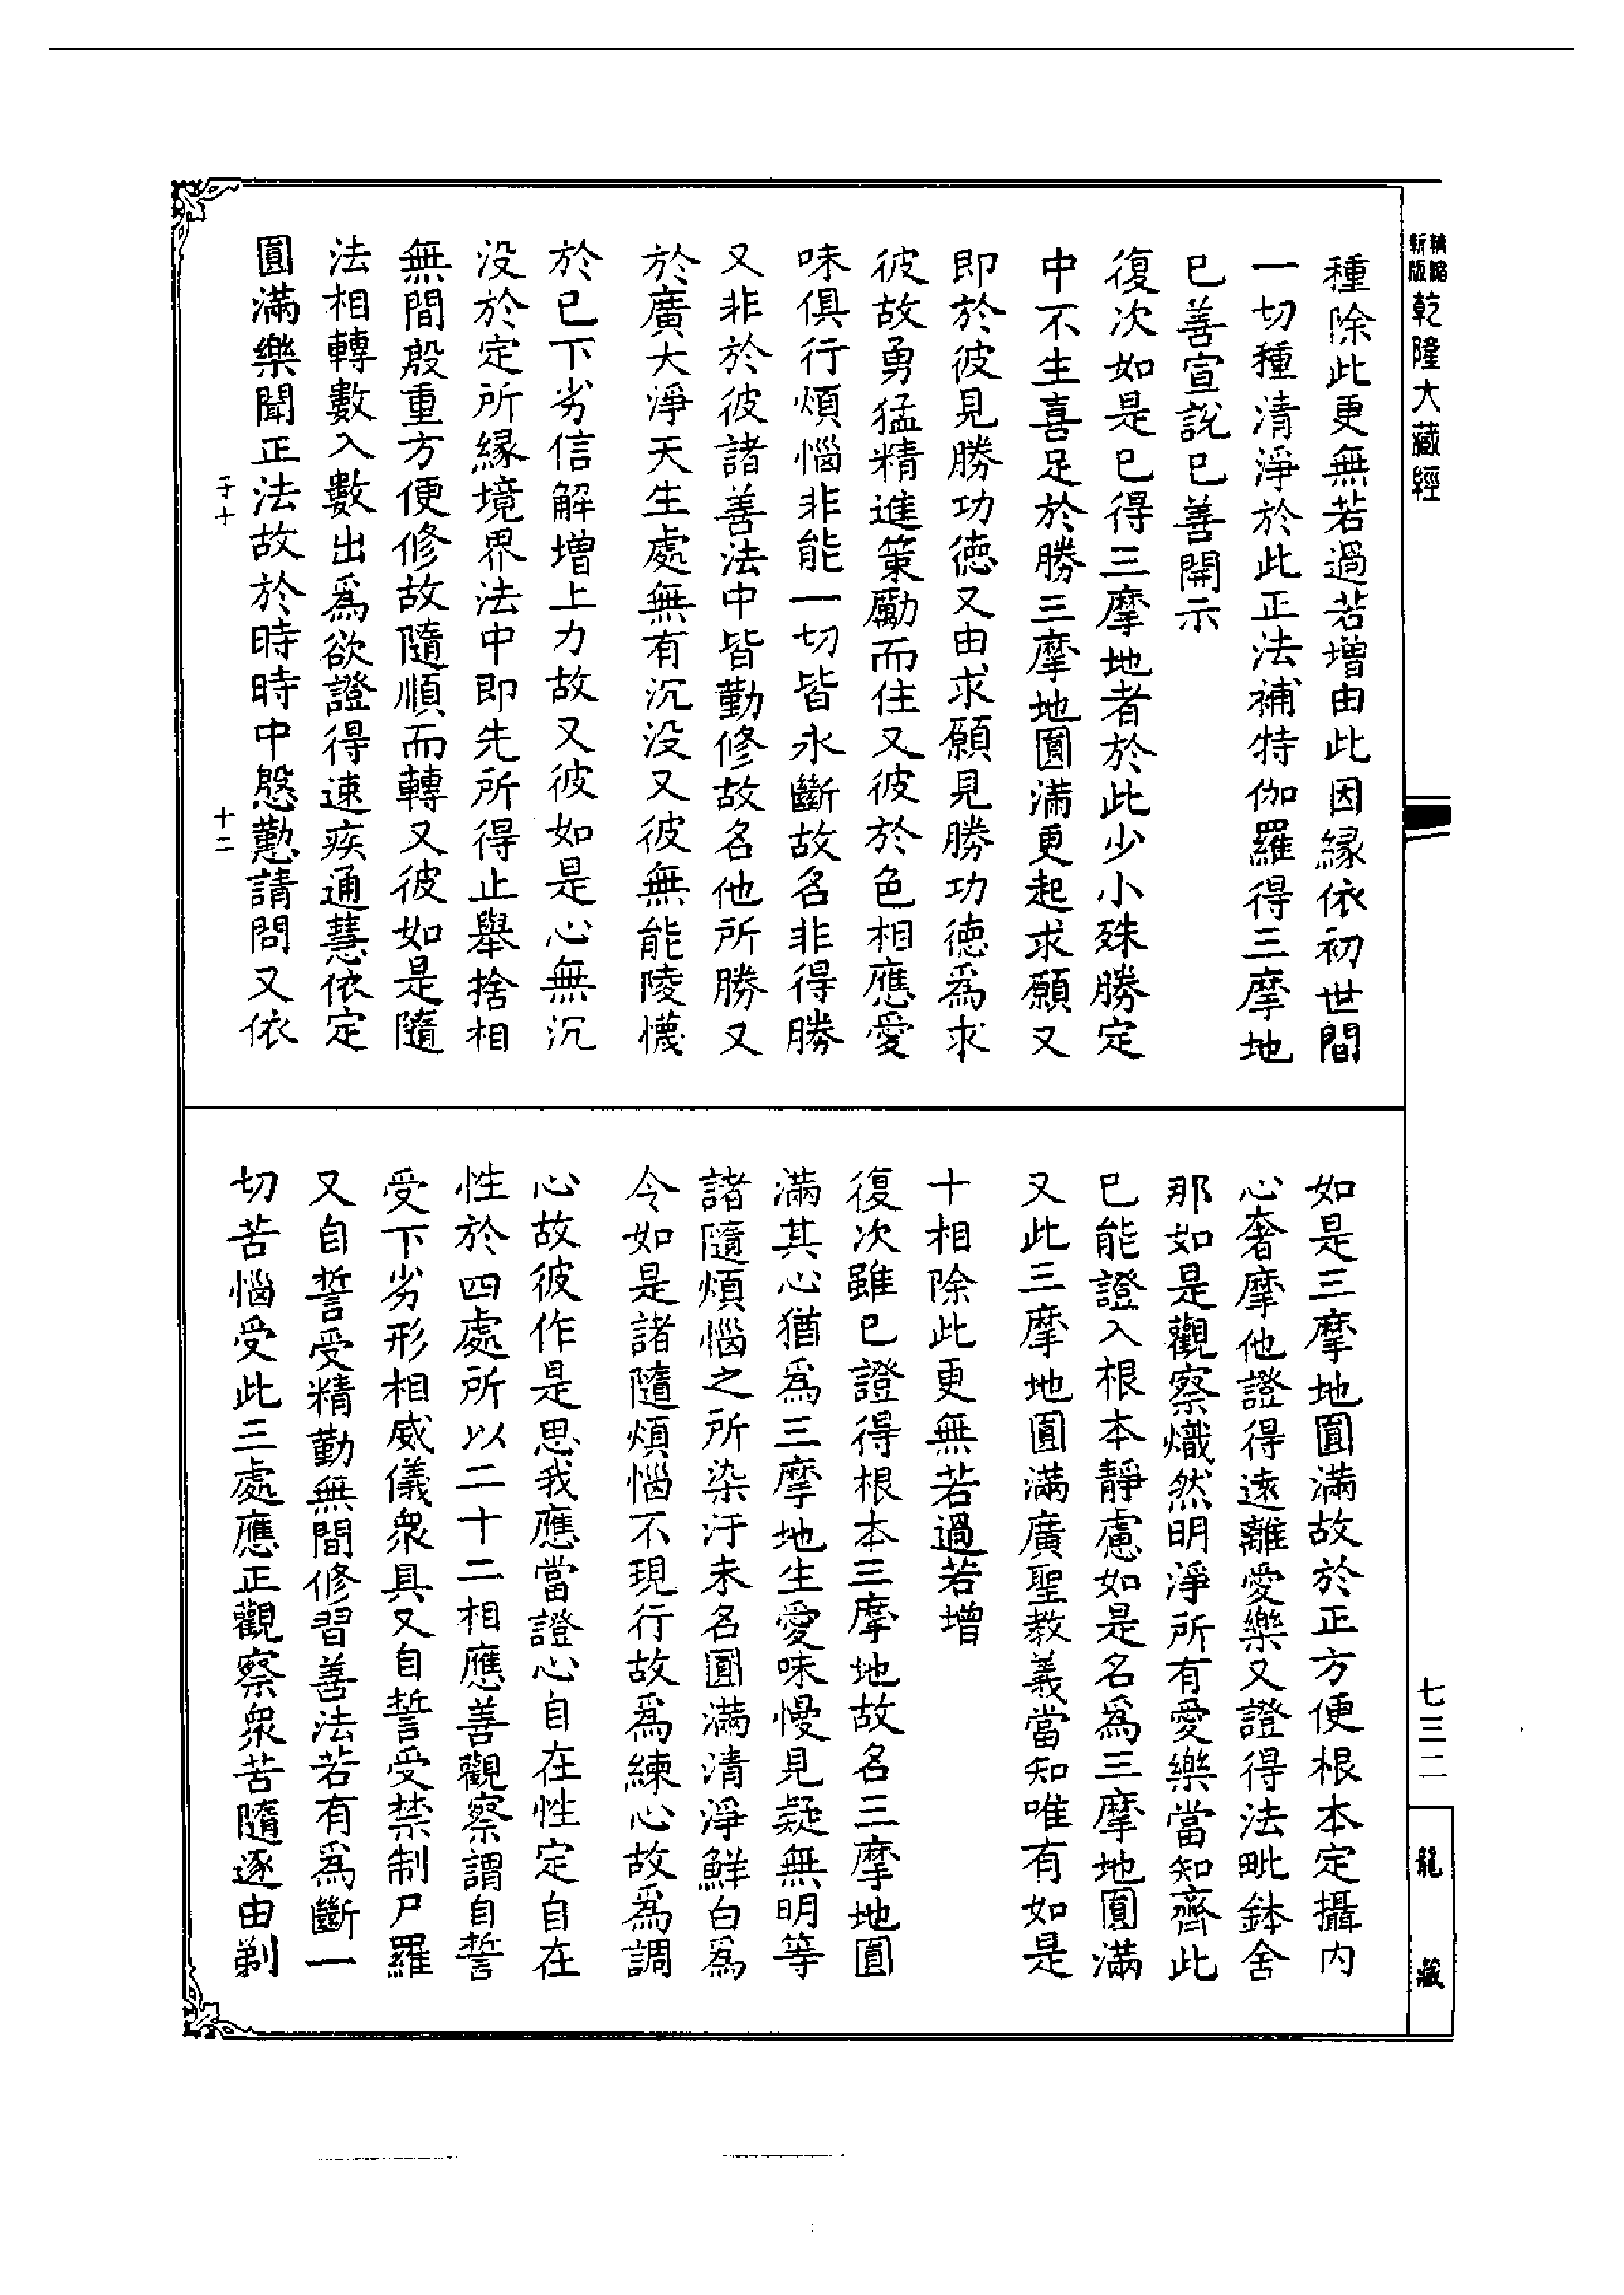 新版
精縮
乾隆大藏經
種除此更無若過若增由此因緣依初世間
一切種清淨於此正法補特伽羅得三摩地
已善宣說已善開示
復次如是已得三摩地者於此少小殊勝定
中不生喜足於勝三摩地圓滿更起求願又
即於彼見勝功德又由求願見勝功德為求
彼故勇猛精進策勵而住又彼於色相應愛
味俱行煩惱非能一切皆永斷故名非得勝
又非於彼諸善法中皆勤修故名他所勝又
於廣大淨天生處無有沉没又彼無能陵懱
於已下劣信解增上力故又彼如是心無沉
没於定所緣境界法中即先所得止舉捨相
無間殷重方便修故隨順而轉又彼如是隨
法相轉數入數出為欲證得速疾通慧依定
圓滿樂聞正法故於時時中慇懃請問又依
十二
如是三摩地圓滿故於正方便根本定攝内
心奢摩他證得遠離愛樂又證得法毗鉢舍
那如是觀察熾然明淨所有愛樂當知齊此
已能證入根本靜慮如是名為三摩地圓滿
又此三摩地圓滿廣聖教義當知唯有如是
十相除此更無若過若增
復次雖已證得根本三摩地故名三摩地圓
滿其心猶為三摩地生愛味慢見疑無明等
諸隨煩惱之所染汙未名圓滿清淨鮮白為
令如是諸隨煩惱不現行故為練心故為調
心故彼作是思我應當證心自在性定自在
性於四處所以二十二相應善觀察謂自誓
受下劣形相威儀衆具又自誓受禁制尸羅
又自誓受精勤無間修習善法若有為斷一
切苦惱受此三處應正觀察衆苦隨逐由剃
七三二
龍藏